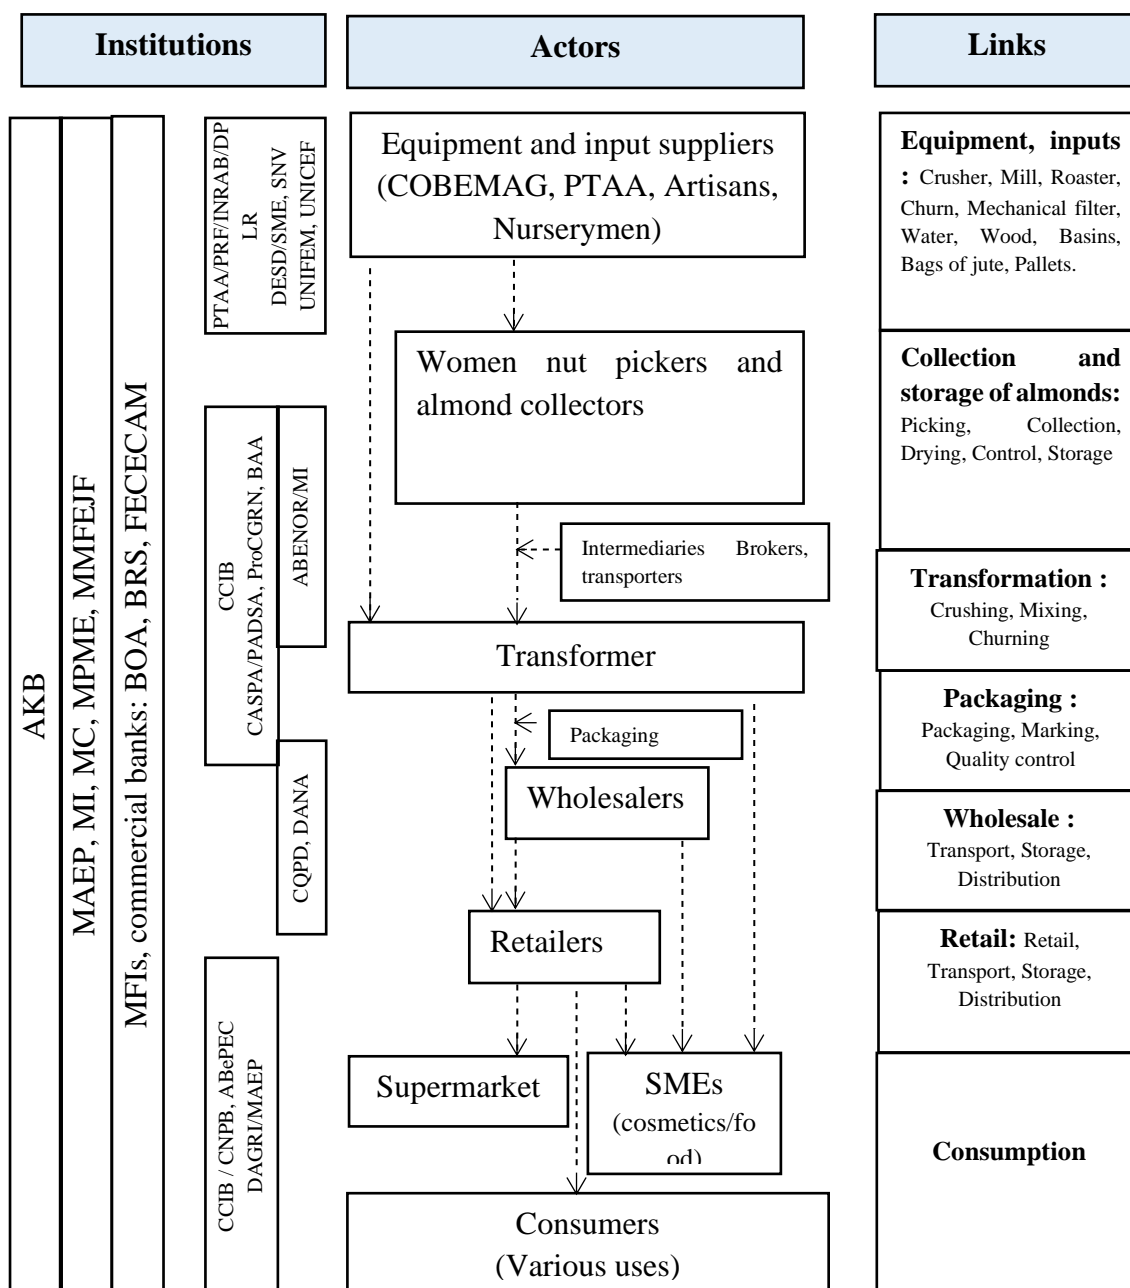 Institutions
Actors
Links
AKB
MAEP, MI, MC, MPME, MMFEJF
MFIs, commercial banks: BOA, BRS, FECECAM
PTAA/PRF/INRAB/DP
LR
DESD/SME, SNV
UNIFEM, UNICEF
CCIB
CASPA/PADSA, ProCGRN, BAA
ABENOR/MI
CQPD, DANA
CCIB / CNPB, ABePEC
DAGRI/MAEP
Equipment and input suppliers
(COBEMAG, PTAA, Artisans,
Nurserymen)
Women nut pickers and
almond collectors
Intermediaries Brokers,
transporters
Transformer
Packaging
Wholesalers
Retailers
Supermarket
SMEs
(cosmetics/fo
od)
Consumers
(Various uses)
Equipment, inputs
: Crusher, Mill, Roaster,
Churn, Mechanical filter,
Water, Wood, Basins,
Bags of jute, Pallets.
Collection and
storage of almonds:
Picking, Collection,
Drying, Control, Storage
Transformation :
Crushing, Mixing,
Churning
Packaging :
Packaging, Marking,
Quality control
Wholesale :
Transport, Storage,
Distribution
Retail: Retail,
Transport, Storage,
Distribution
Consumption